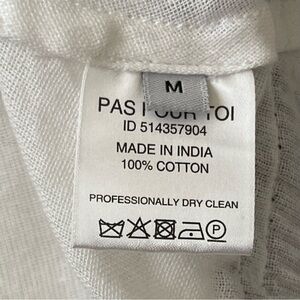 M
PAS POUR TOI
ID 514357904
MADE IN INDIA
100% COTTON
PROFESSIONALLY DRY CLEAN
P